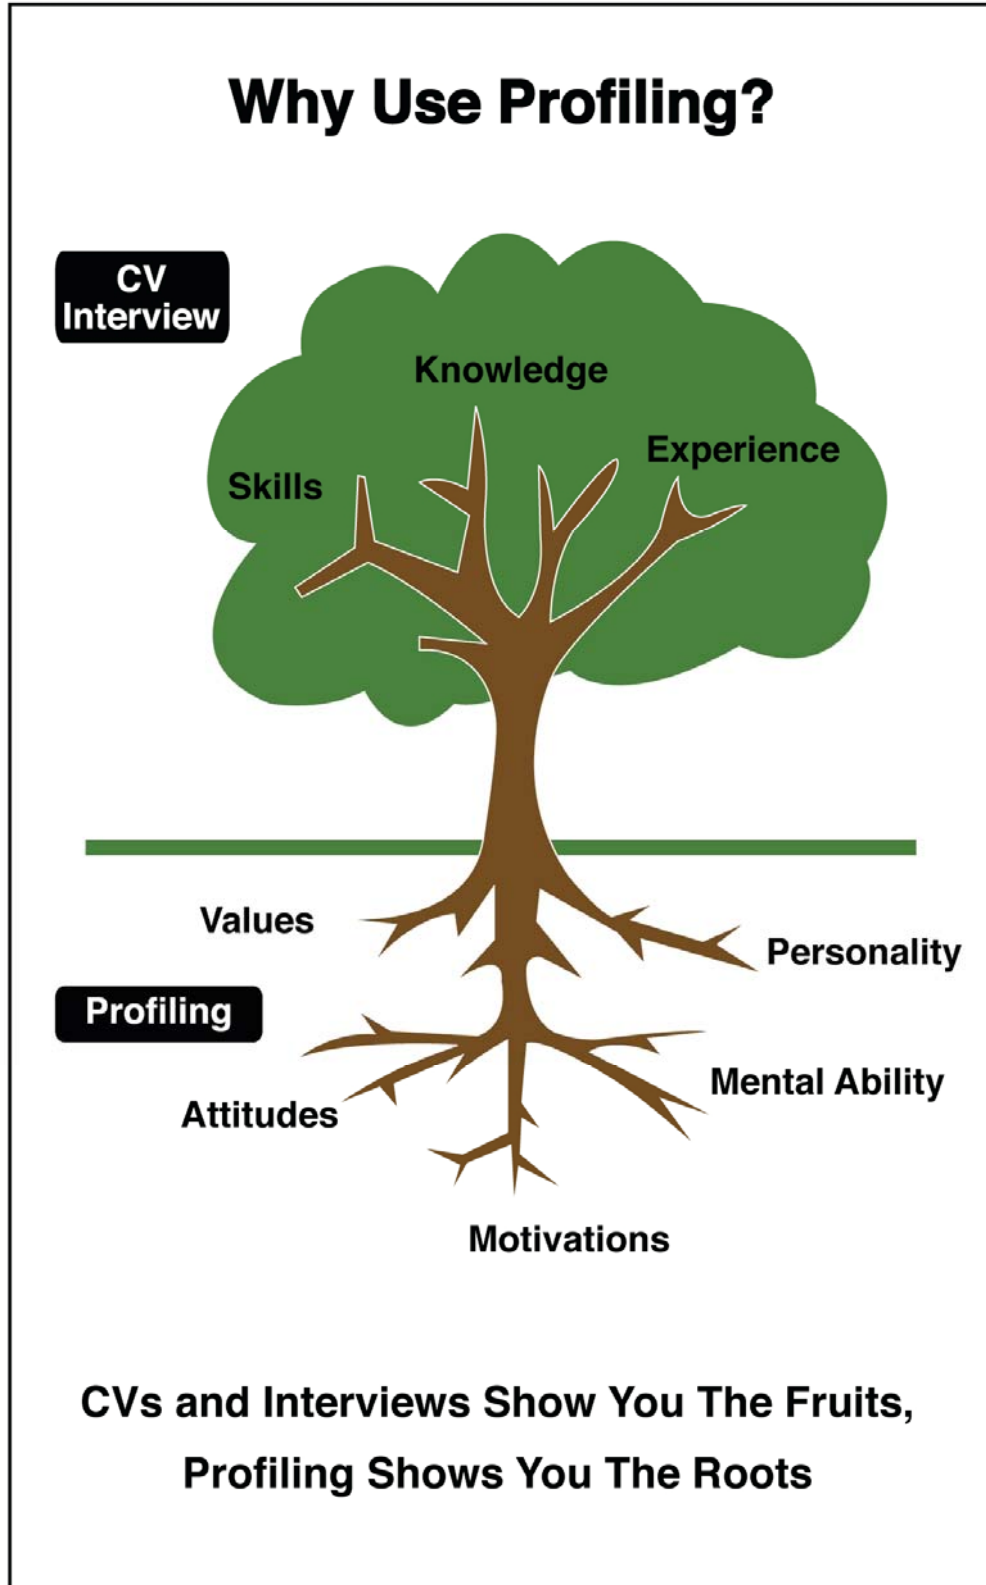 Why Use Profiling?
CV
Interview
Knowledge
Experience
Skills
Values
Personality
Profiling
Mental Ability
Attitudes
Motivations
CVs and Interviews Show You The Fruits,
Profiling Shows You The Roots